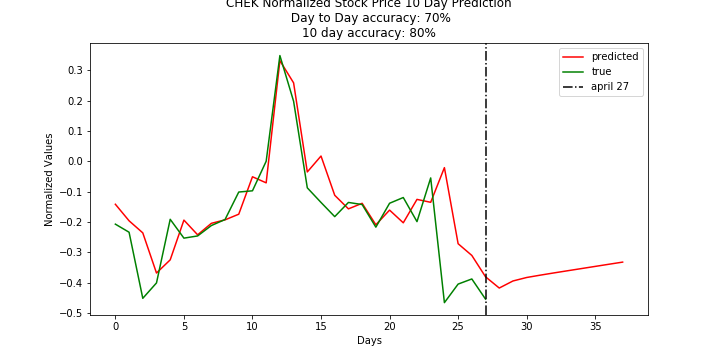 CHEK Normalized Stock Price 10 Day Prediction
Day to Day accuracy: 70%
10 day accuracy: 80%
predicted
true
april 27
Normalized Values
0.3
0.2
0.1
0.0
−0.1
−0.2
−0.3
−0.4
−0.5
0 5 10 15 20 25 30 35
Days